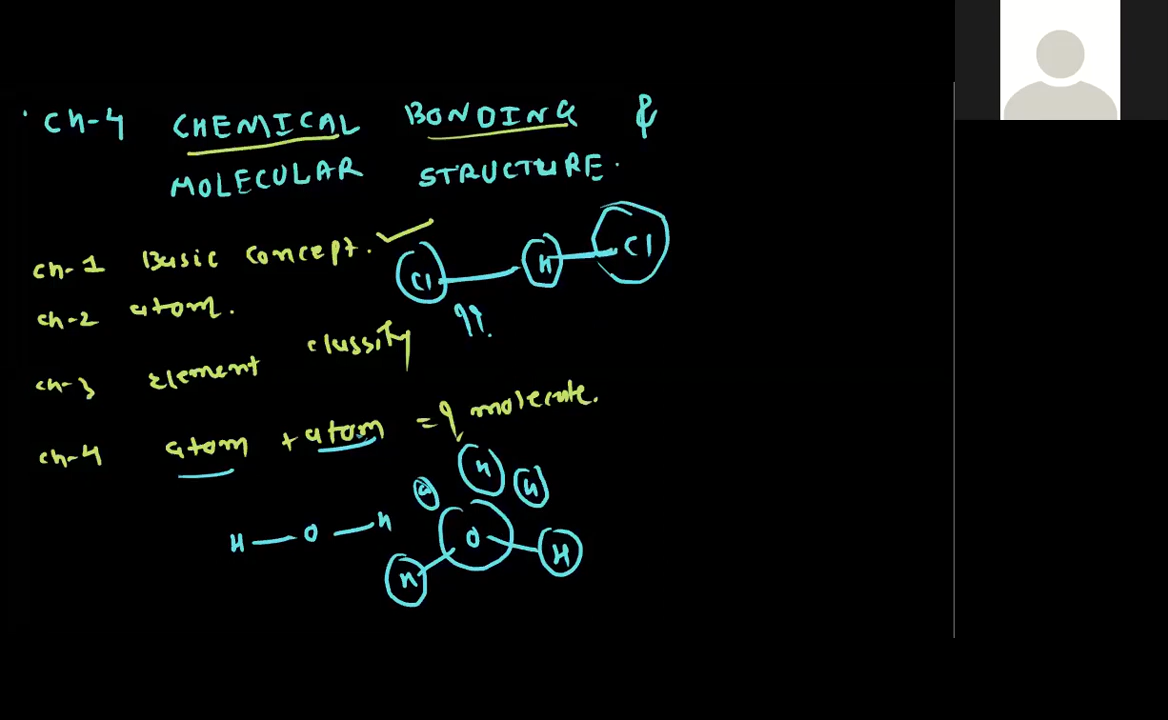 Ch-4 CHEMICAL BONDING &
MOLECULAR STRUCTURE.
Ch-1 Basic concept.
Cl H Cl
Ch-2 atom.
Ch-3 Element classify
??
Ch-4 atom + atom = molecule.
H H
H - O - H
O
H H